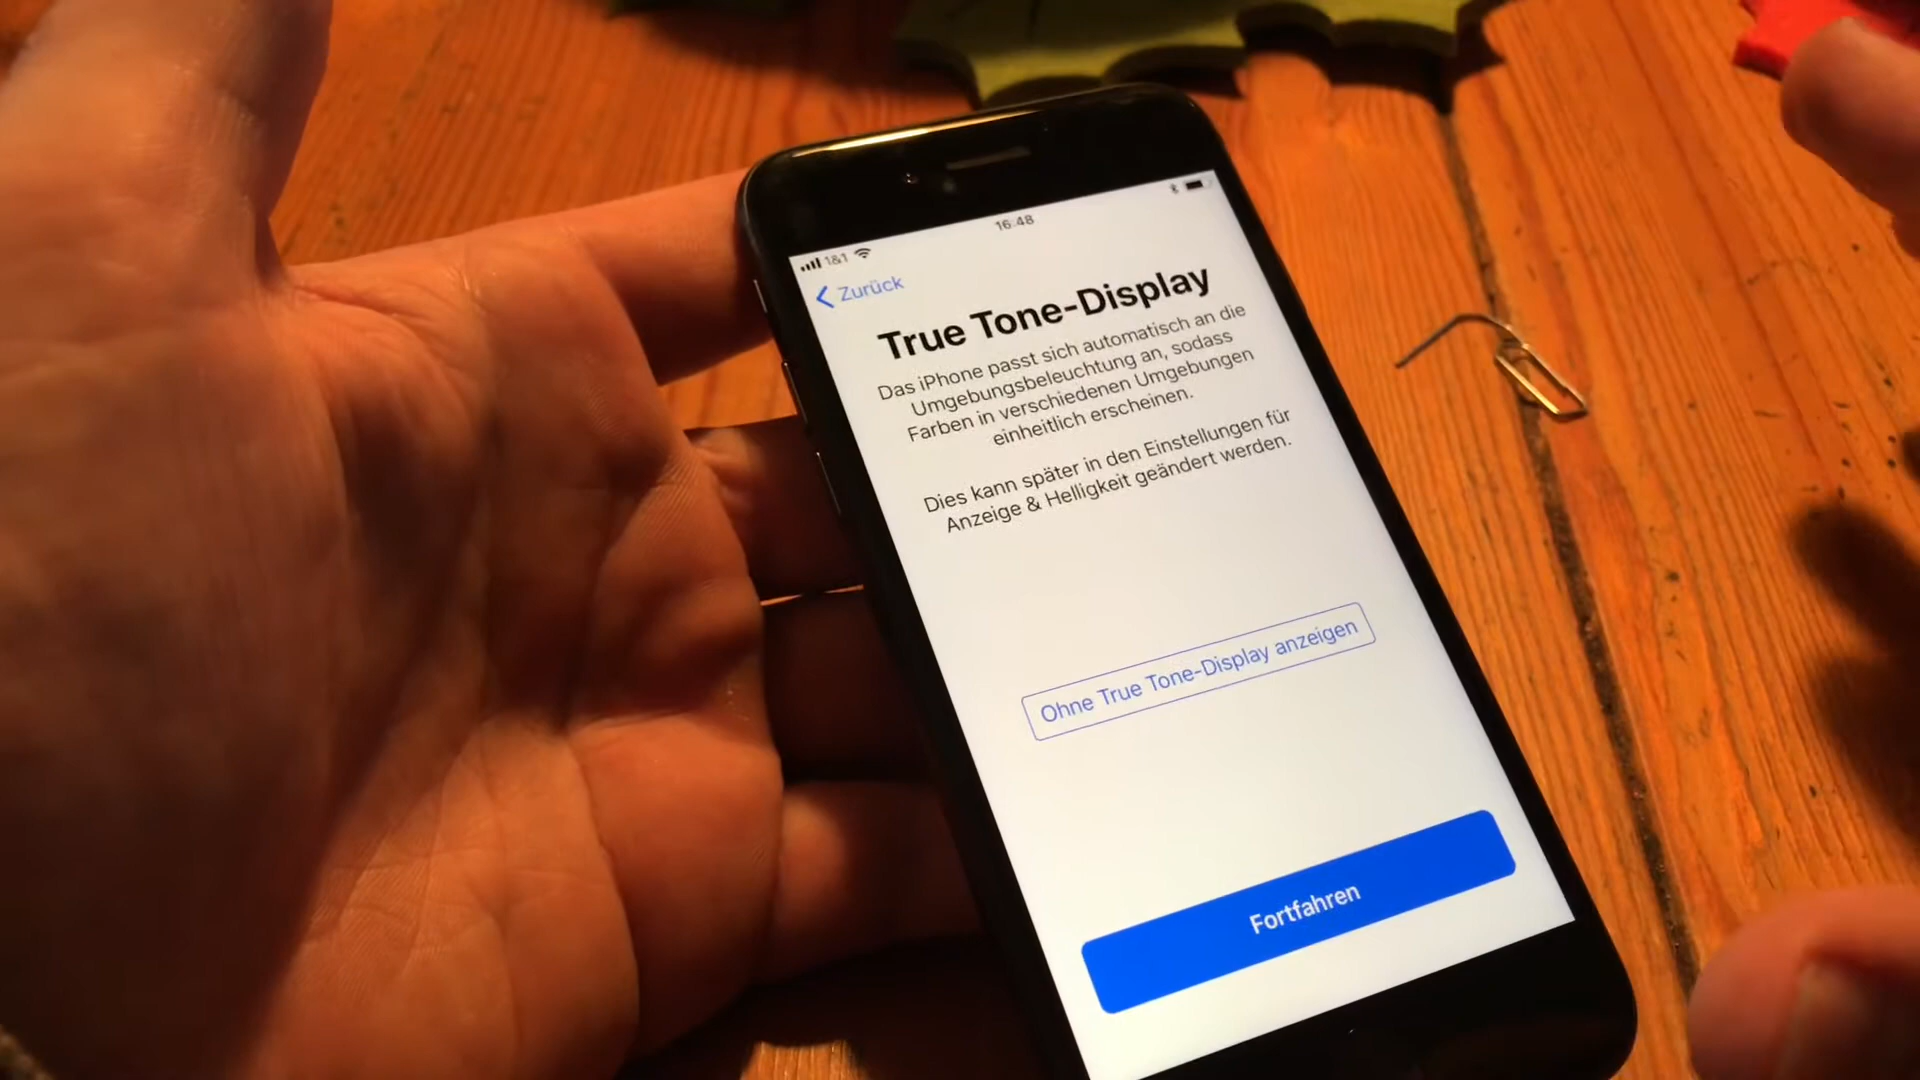 16:48
1&1
Zurück
True Tone-Display
Das iPhone passt sich automatisch an die
Umgebungsbeleuchtung an, sodass
Farben in verschiedenen Umgebungen
einheitlich erscheinen.
Dies kann später in den Einstellungen für
Anzeige & Helligkeit geändert werden.
Ohne True Tone-Display anzeigen
Fortfahren